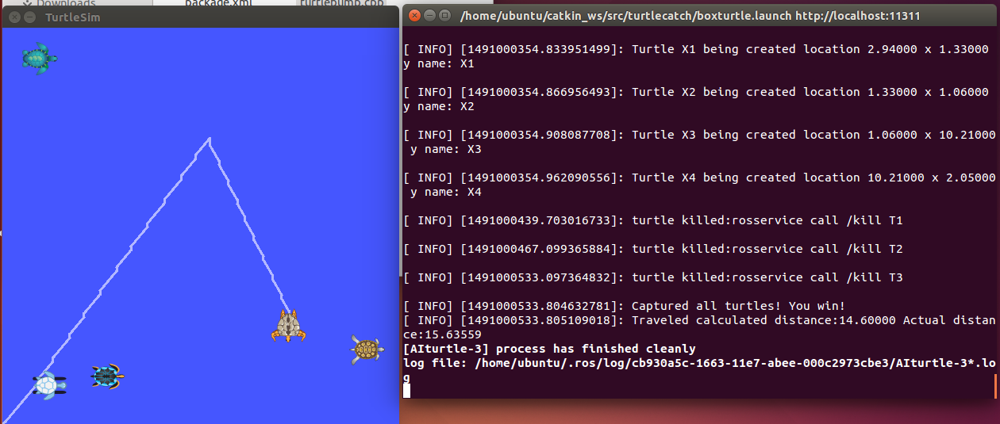 Downloads package.xml turtlepump.cpp
TurtleSim
/home/ubuntu/catkin_ws/src/turtlecatch/boxturtle.launch http://localhost:11311
[ INFO] [1491000354.833951499]: Turtle X1 being created location 2.94000 x 1.33000
y name: X1
[ INFO] [1491000354.866956493]: Turtle X2 being created location 1.33000 x 1.06000
y name: X2
[ INFO] [1491000354.908087708]: Turtle X3 being created location 1.06000 x 10.21000
y name: X3
[ INFO] [1491000354.962090556]: Turtle X4 being created location 10.21000 x 2.05000
y name: X4
[ INFO] [1491000439.703016733]: turtle killed:rosservice call /kill T1
[ INFO] [1491000467.099365884]: turtle killed:rosservice call /kill T2
[ INFO] [1491000533.097364832]: turtle killed:rosservice call /kill T3
[ INFO] [1491000533.804632781]: Captured all turtles! You win!
[ INFO] [1491000533.805109018]: Traveled calculated distance:14.60000 Actual distan
ce:15.63559
[AIturtle-3] process has finished cleanly
log file: /home/ubuntu/.ros/log/cb930a5c-1663-11e7-abee-000c2973cbe3/AIturtle-3*.lo
g